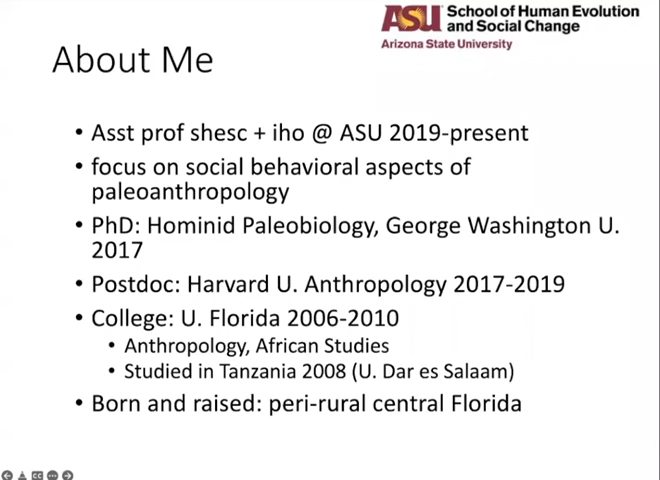 ASU School of Human Evolution
and Social Change
Arizona State University
About Me
• Asst prof shesc + iho @ ASU 2019-present
• focus on social behavioral aspects of
paleoanthropology
• PhD: Hominid Paleobiology, George Washington U.
2017
• Postdoc: Harvard U. Anthropology 2017-2019
• College: U. Florida 2006-2010
• Anthropology, African Studies
• Studied in Tanzania 2008 (U. Dar es Salaam)
• Born and raised: peri-rural central Florida